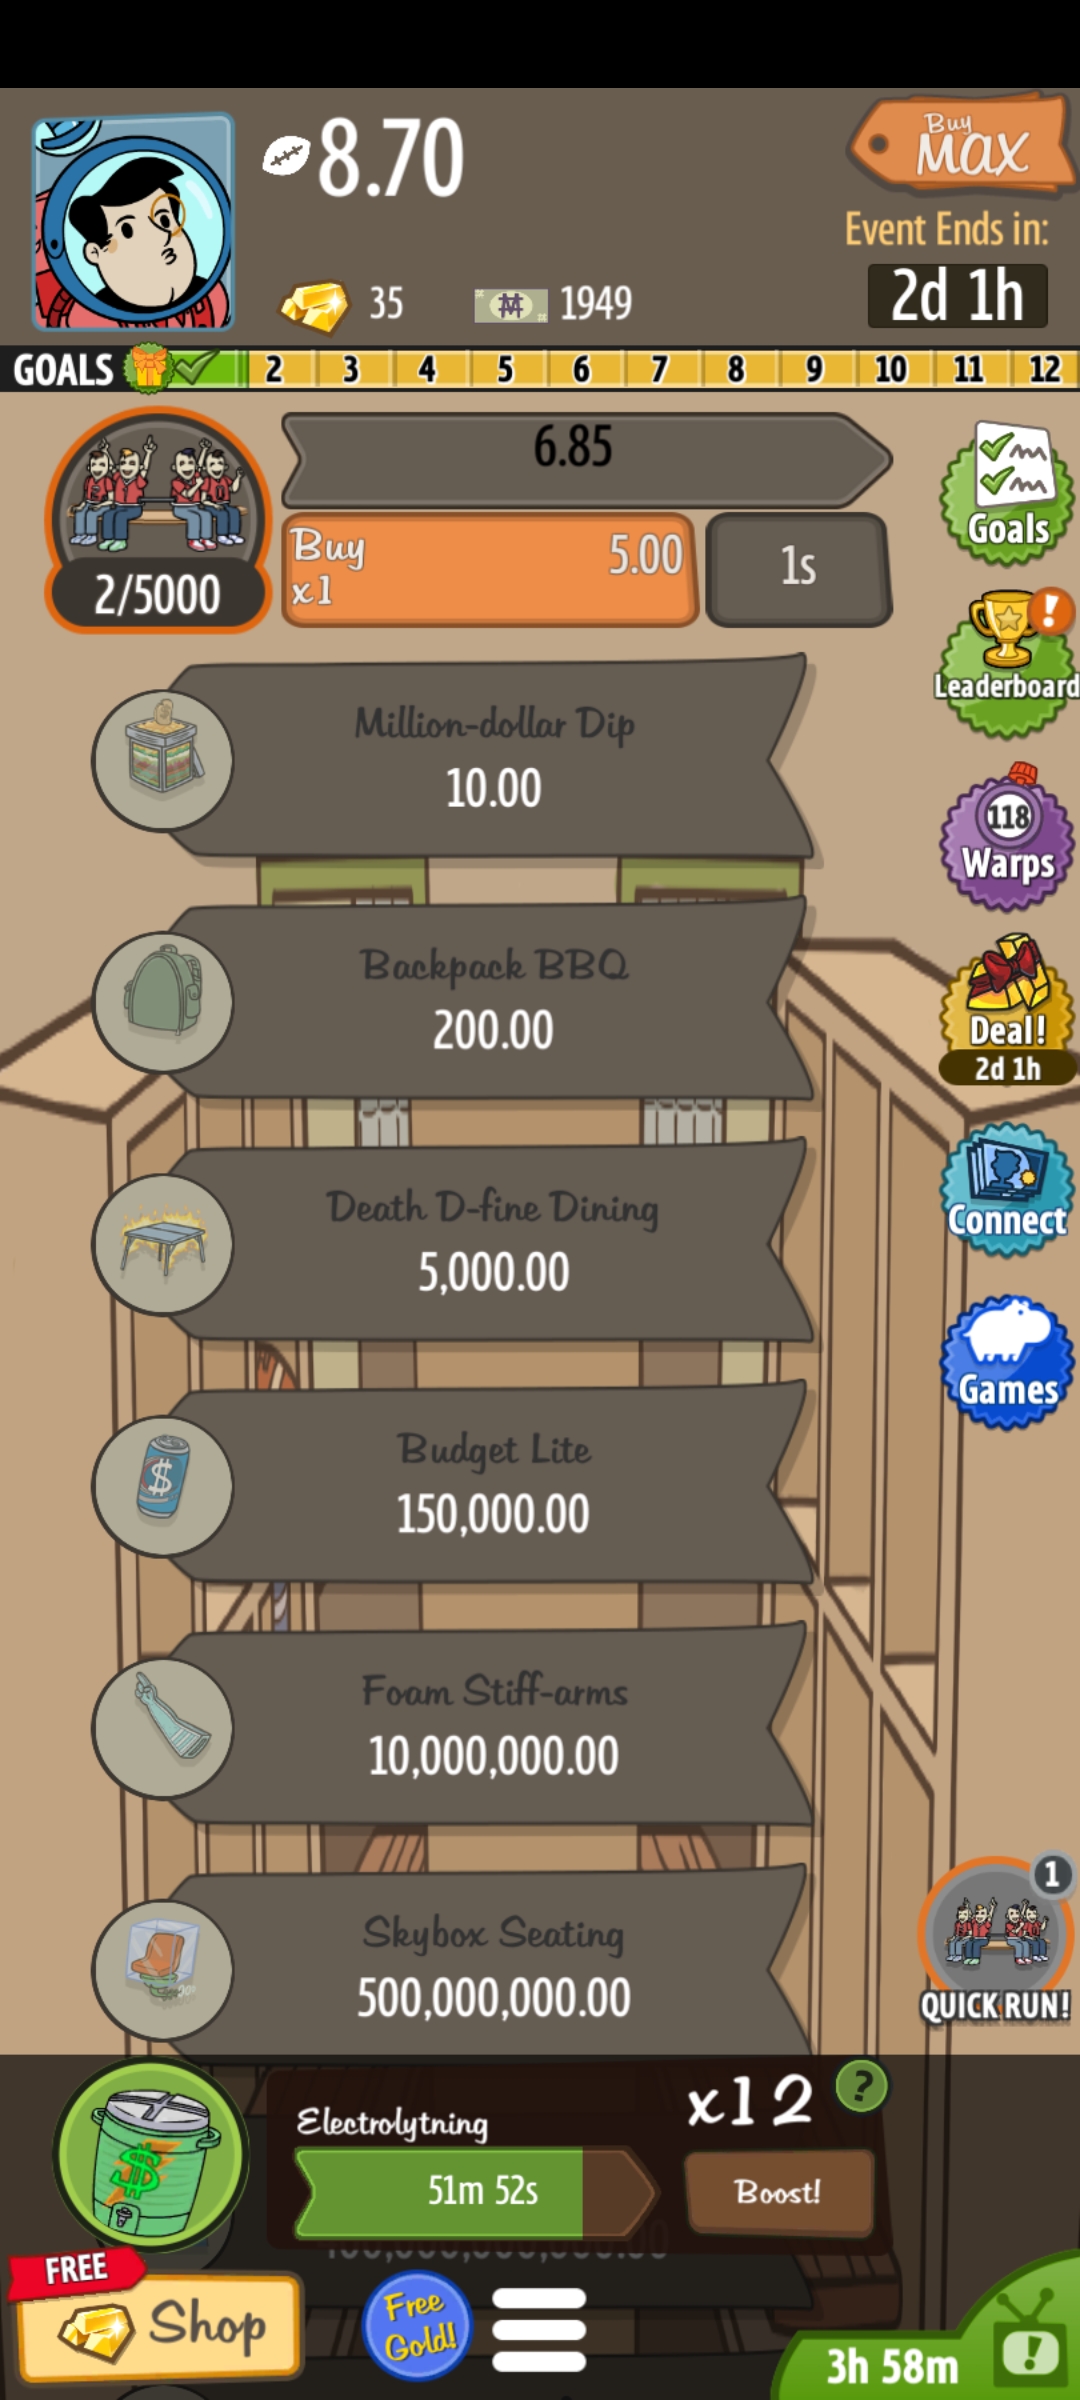 8.70
Buy
MAX
Event Ends in:
2d 1h
35
1949
GOALS 2 3 4 5 6 7 8 9 10 11 12
6.85
Buy
x1
5.00
1s
2/5000
Goals
Leaderboard
Million-dollar Dip
10.00
118
Warps
Backpack BBQ
200.00
Deal!
2d 1h
Death D-fine Dining
5,000.00
Connect
Games
Budget Lite
150,000.00
Foam Stiff-arms
10,000,000.00
1
QUICK RUN!
Skybox Seating
500,000,000.00
x12
?
Electrolytning
51m 52s
Boost!
FREE
Shop
Free
Gold!
3h 58m